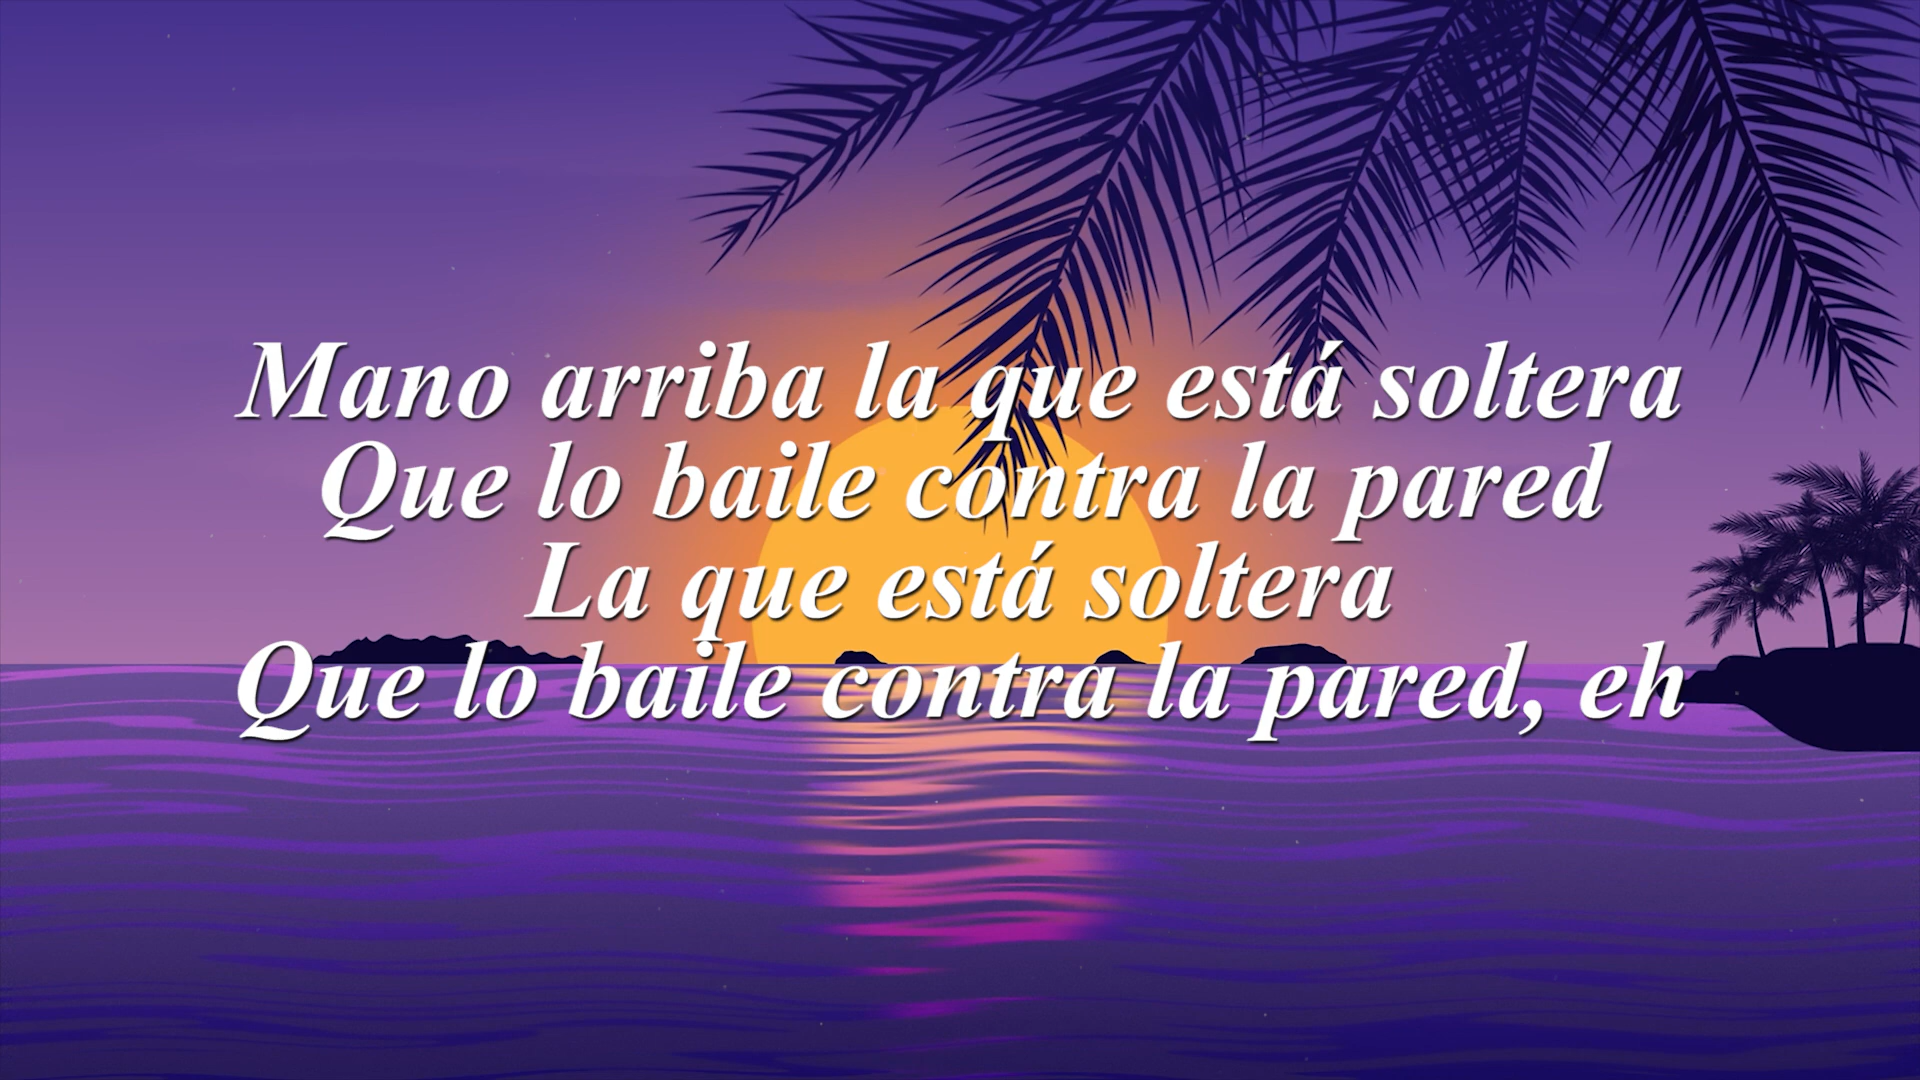 Mano arriba la que está soltera
Que lo baile contra la pared
La que está soltera
Que lo baile contra la pared, eh